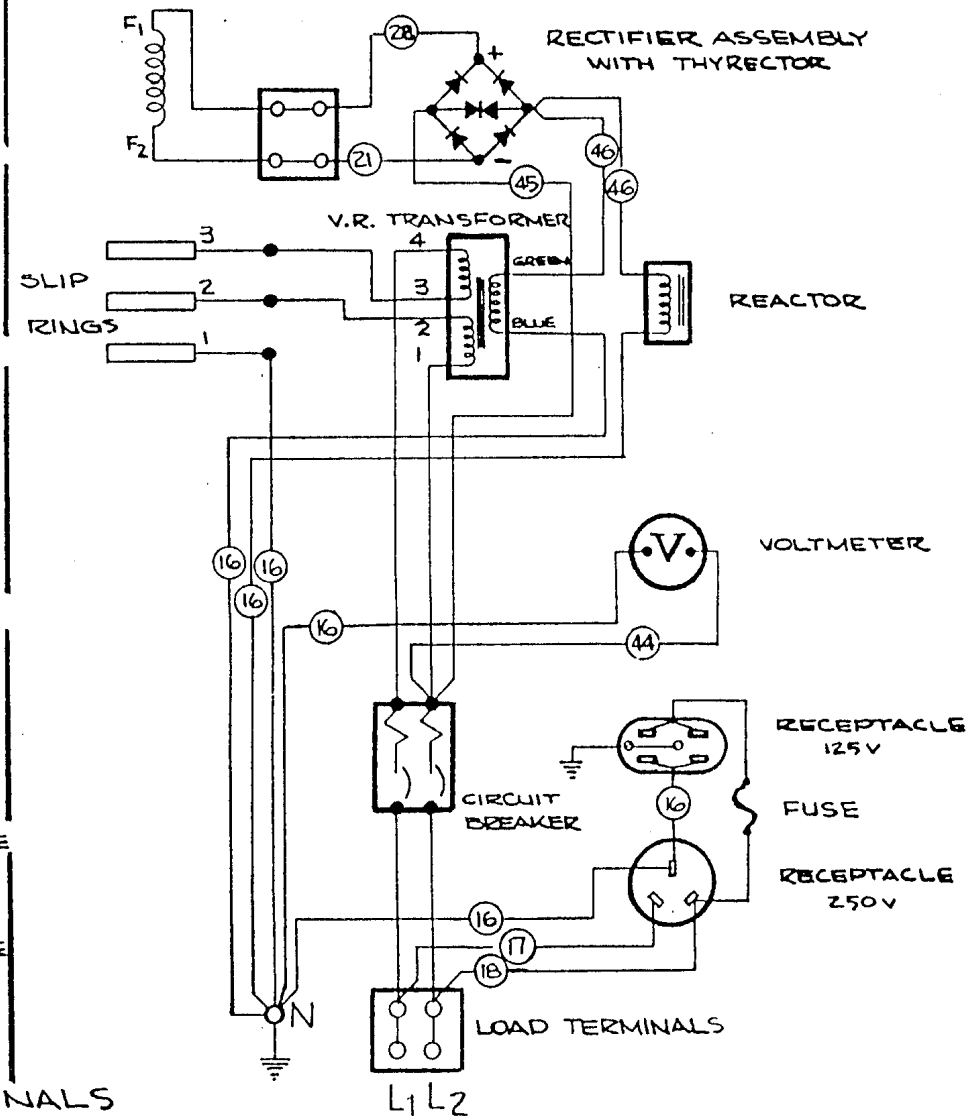 F1
28
RECTIFIER ASSEMBLY
WITH THYRECTOR
+
F2
21
-
45
46
46
V.R. TRANSFORMER
4
GREEN
3
SLIP
RINGS
3
2
1
3
2
BLUE
1
REACTOR
16
16
16
16
V
VOLTMETER
44
RECEPTACLE
125V
CIRCUIT
BREAKER
16
FUSE
RECEPTACLE
250V
16
17
18
N
LOAD TERMINALS
NALS
L1 L2